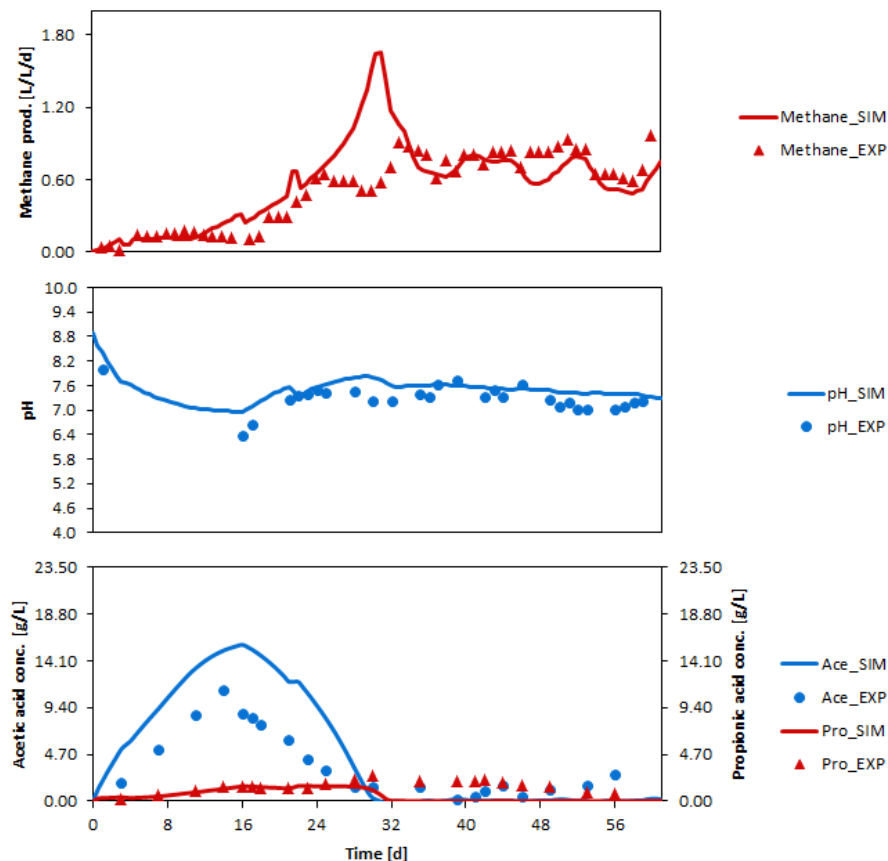 Methane prod. [L/L/d]
1.80
1.20
0.60
0.00
Methane_SIM
Methane_EXP
pH
10.0
9.4
8.8
8.2
7.6
7.0
6.4
5.8
5.2
4.6
4.0
pH_SIM
pH_EXP
Acetic acid conc. [g/L]
23.50
18.80
14.10
9.40
4.70
0.00
23.50
18.80
14.10
9.40
4.70
0.00
Propionic acid conc. [g/L]
Ace_SIM
Ace_EXP
Pro_SIM
Pro_EXP
0 8 16 24 32 40 48 56
Time [d]